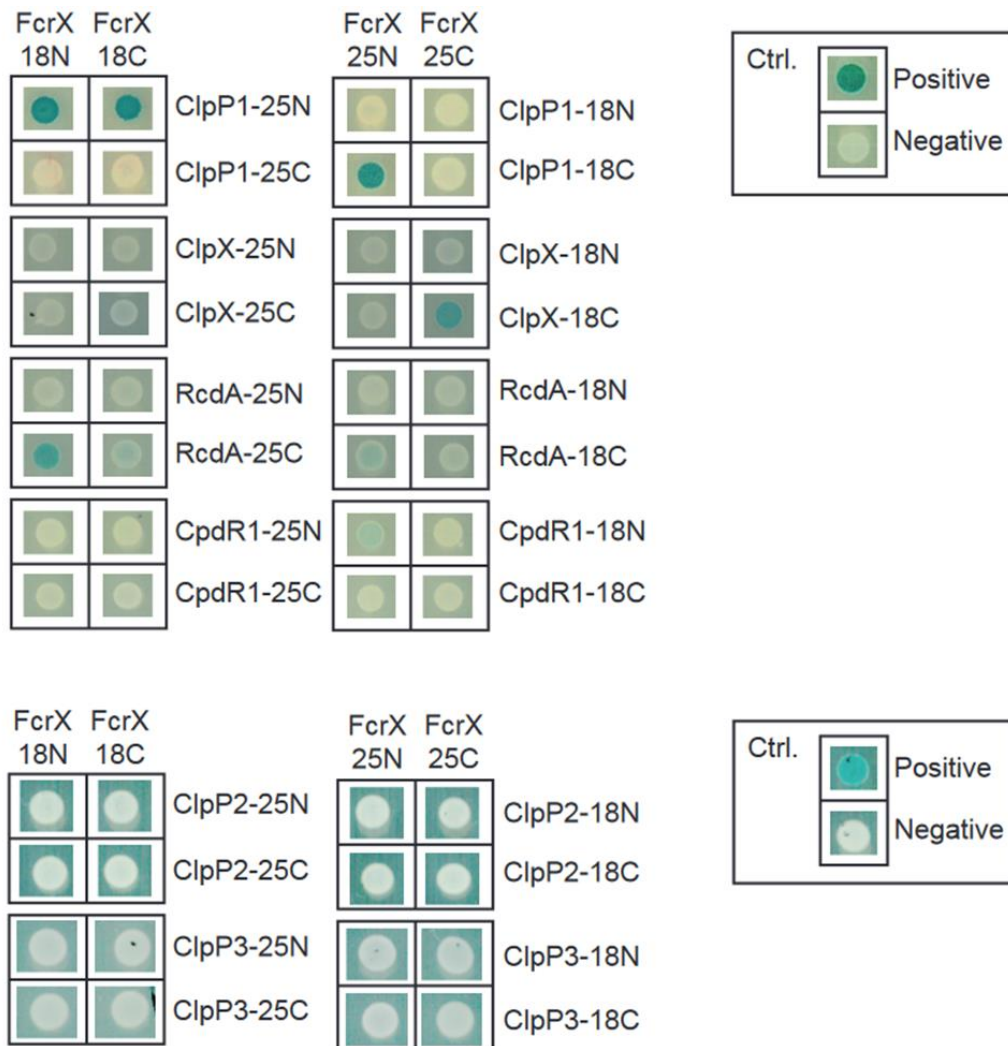 FcrX FcrX
18N 18C
ClpP1-25N
ClpP1-25C
ClpX-25N
ClpX-25C
RcdA-25N
RcdA-25C
CpdR1-25N
CpdR1-25C
FcrX FcrX
25N 25C
ClpP1-18N
ClpP1-18C
ClpX-18N
ClpX-18C
RcdA-18N
RcdA-18C
CpdR1-18N
CpdR1-18C
Ctrl. Positive
Negative
FcrX FcrX
18N 18C
ClpP2-25N
ClpP2-25C
ClpP3-25N
ClpP3-25C
FcrX FcrX
25N 25C
ClpP2-18N
ClpP2-18C
ClpP3-18N
ClpP3-18C
Ctrl. Positive
Negative